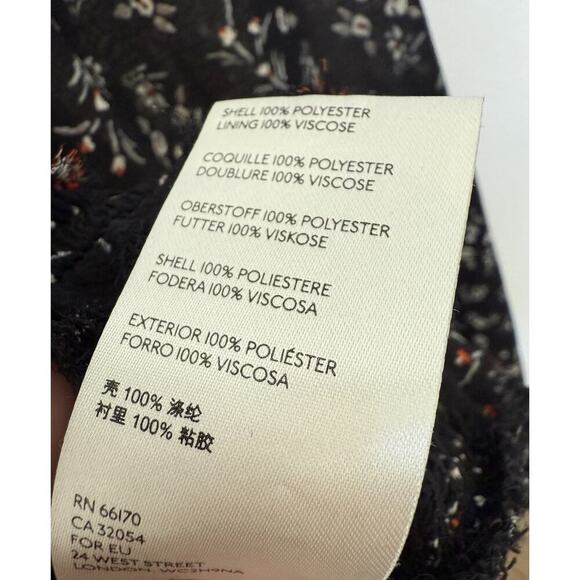 SHELL 100% POLYESTER
LINING 100% VISCOSE
COQUILLE 100% POLYESTER
DOUBLURE 100% VISCOSE
OBERSTOFF 100% POLYESTER
FUTTER 100% VISKOSE
SHELL 100% POLIESTERE
FODERA 100% VISCOSA
EXTERIOR 100% POLIÉSTER
FORRO 100% VISCOSA
壳 100% 涤纶
衬里 100% 粘胶
RN 66170
CA 32054
FOR EU
24 WEST STREET
LONDON, WC2H9NA